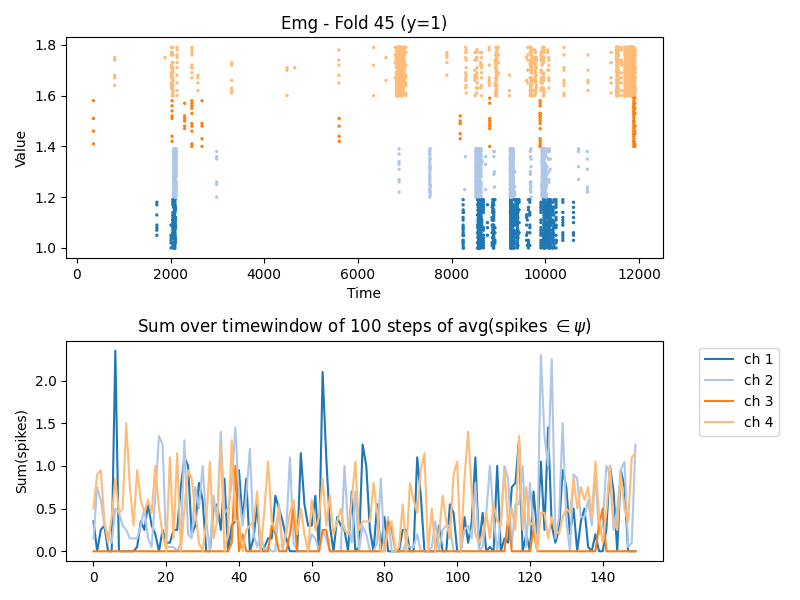 Emg - Fold 45 (y=1)
Value
1.8
1.6
1.4
1.2
1.0
0 2000 4000 6000 8000 10000 12000
Time
Sum over timewindow of 100 steps of avg(spikes ∈ ψ)
Sum(spikes)
2.0
1.5
1.0
0.5
0.0
0 20 40 60 80 100 120 140
ch 1
ch 2
ch 3
ch 4